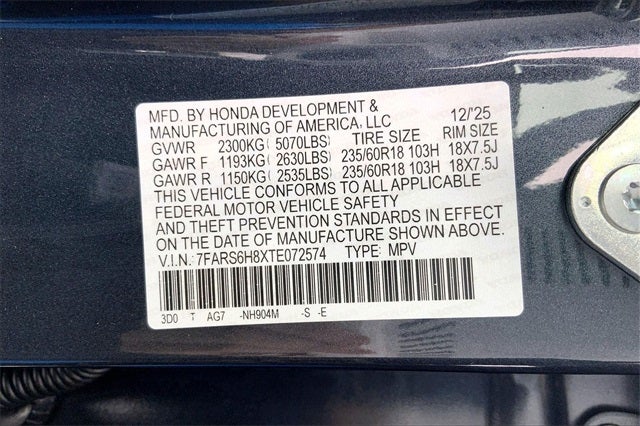 MFD. BY HONDA DEVELOPMENT &
MANUFACTURING OF AMERICA, LLC 12/'25
GVWR 2300KG( 5070LBS) TIRE SIZE RIM SIZE
GAWR F 1193KG( 2630LBS) 235/60R18 103H 18X7.5J
GAWR R 1150KG( 2535LBS) 235/60R18 103H 18X7.5J
THIS VEHICLE CONFORMS TO ALL APPLICABLE
FEDERAL MOTOR VEHICLE SAFETY
AND THEFT PREVENTION STANDARDS IN EFFECT
ON THE DATE OF MANUFACTURE SHOWN ABOVE.
V.I.N.: 7FARS6H8XTE072574 TYPE: MPV
3D0 T AG7 -NH904M -S -E